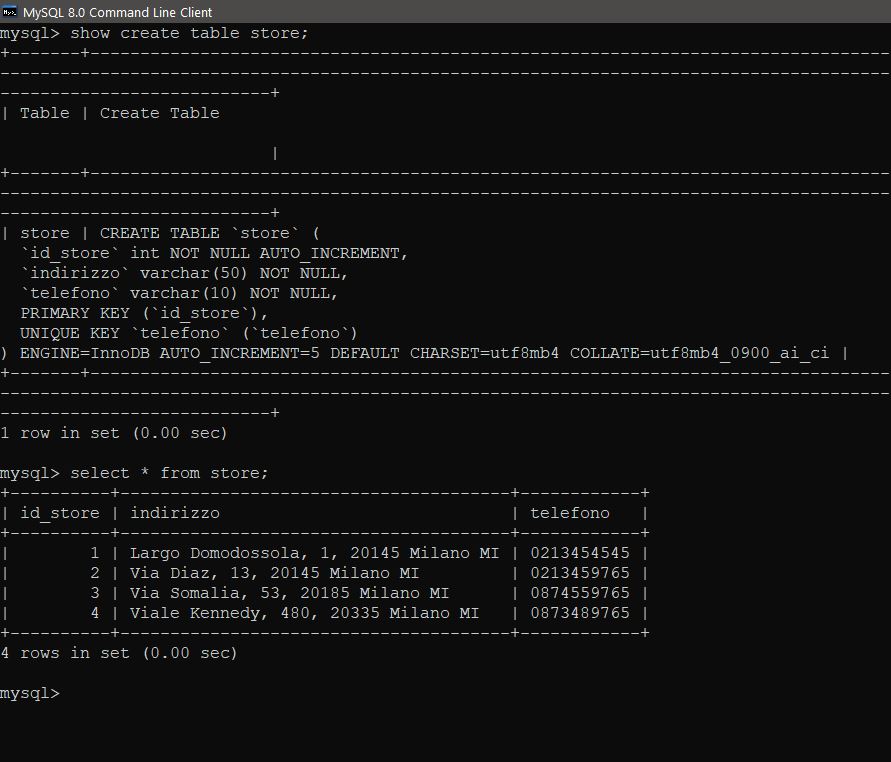 MySQL 8.0 Command Line Client
mysql> show create table store;
+-------+--------------------------------------------------------------------------------
-----------------------------------------------------------------------------------------
---------------------------+
| Table | Create Table
|
+-------+--------------------------------------------------------------------------------
-----------------------------------------------------------------------------------------
---------------------------+
| store | CREATE TABLE `store` (
  `id_store` int NOT NULL AUTO_INCREMENT,
  `indirizzo` varchar(50) NOT NULL,
  `telefono` varchar(10) NOT NULL,
  PRIMARY KEY (`id_store`),
  UNIQUE KEY `telefono` (`telefono`)
) ENGINE=InnoDB AUTO_INCREMENT=5 DEFAULT CHARSET=utf8mb4 COLLATE=utf8mb4_0900_ai_ci |
+-------+--------------------------------------------------------------------------------
-----------------------------------------------------------------------------------------
---------------------------+
1 row in set (0.00 sec)
mysql> select * from store;
+----------+---------------------------------------+------------+
| id_store | indirizzo                             | telefono   |
+----------+---------------------------------------+------------+
|        1 | Largo Domodossola, 1, 20145 Milano MI | 0213454545 |
|        2 | Via Diaz, 13, 20145 Milano MI         | 0213459765 |
|        3 | Via Somalia, 53, 20185 Milano MI      | 0874559765 |
|        4 | Viale Kennedy, 480, 20335 Milano MI   | 0873489765 |
+----------+---------------------------------------+------------+
4 rows in set (0.00 sec)
mysql>